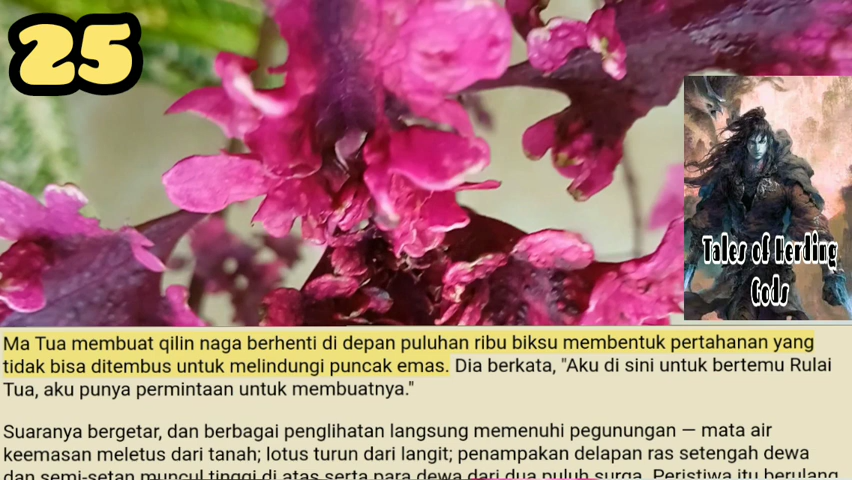 25
Tales of Herding
Gods
Ma Tua membuat qilin naga berhenti di depan puluhan ribu biksu membentuk pertahanan yang
tidak bisa ditembus untuk melindungi puncak emas. Dia berkata, "Aku di sini untuk bertemu Rulai
Tua, aku punya permintaan untuk membuatnya."
Suaranya bergetar, dan berbagai penglihatan langsung memenuhi pegunungan — mata air
keemasan meletus dari tanah; lotus turun dari langit; penampakan delapan ras setengah dewa
dan semi-setan muncul tinggi di atas serta para dewa dari dua puluh surga. Peristiwa itu berulang